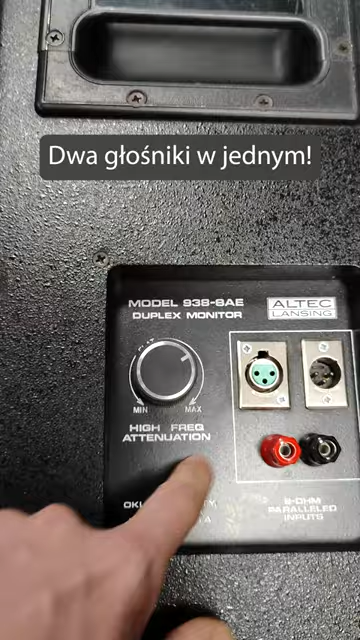 Dwa głośniki w jednym!
MODEL 938-8AE
DUPLEX MONITOR
ALTEC
LANSING
FLAT
MIN MAX
HIGH FREQ
ATTENUATION
8-OHM
PARALLELED
INPUTS